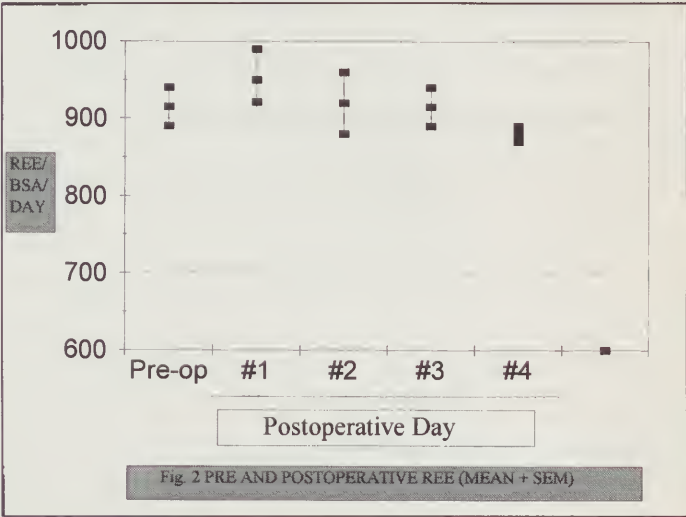 1000
900
800
700
600
REE/
BSA/
DAY
Pre-op #1 #2 #3 #4
Postoperative Day
Fig. 2 PRE AND POSTOPERATIVE REE (MEAN + SEM)